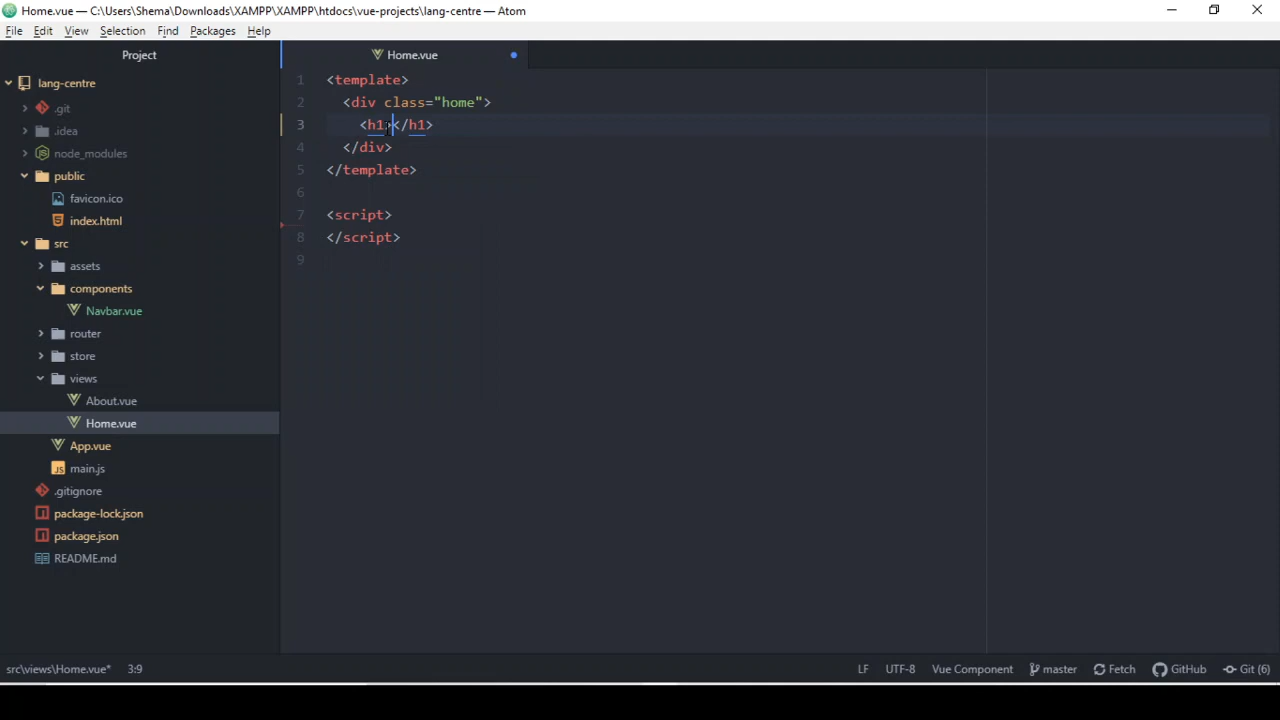 Home.vue — C:\Users\Shema\Downloads\XAMPP\XAMPP\htdocs\vue-projects\lang-centre — Atom
File Edit View Selection Find Packages Help
Project
lang-centre
.git
.idea
node_modules
public
favicon.ico
index.html
src
assets
components
Navbar.vue
router
store
views
About.vue
Home.vue
App.vue
JS main.js
.gitignore
package-lock.json
package.json
README.md
Home.vue
1 <template>
2 <div class="home">
3 <h1></h1>
4 </div>
5 </template>
6
7 <script>
8 </script>
9
src\views\Home.vue* 3:9 LF UTF-8 Vue Component master Fetch GitHub Git (6)